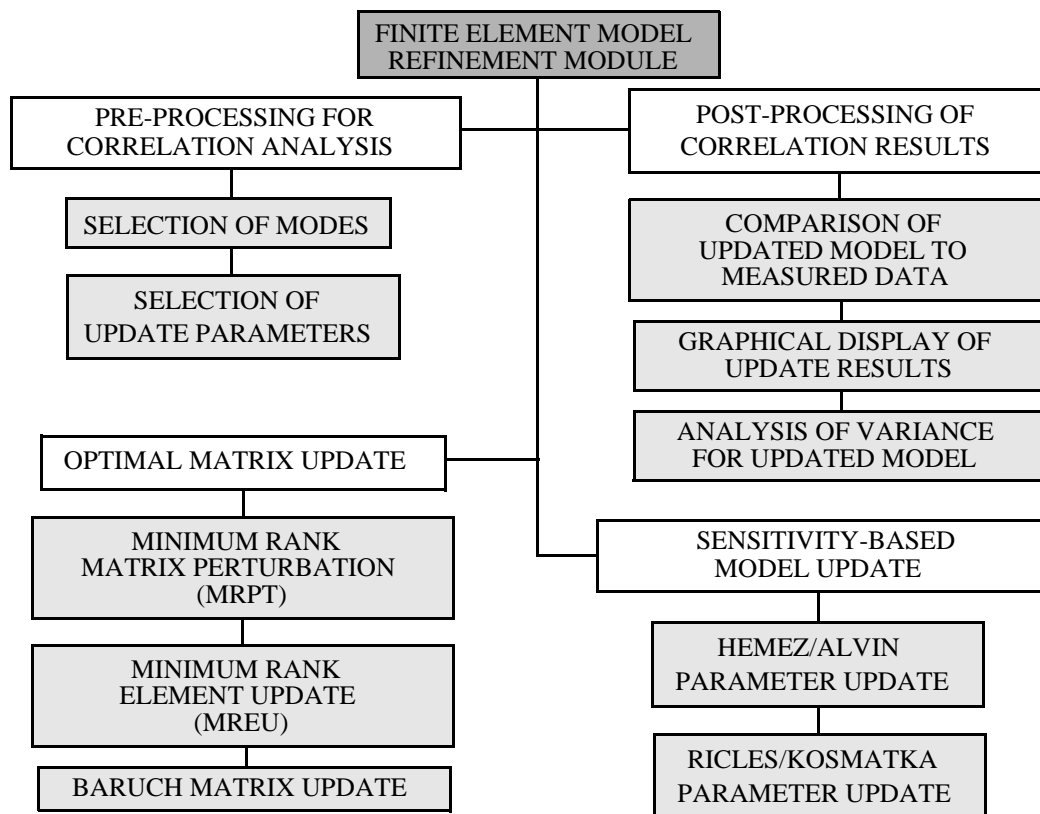 FINITE ELEMENT MODEL
REFINEMENT MODULE
PRE-PROCESSING FOR
CORRELATION ANALYSIS
SELECTION OF MODES
SELECTION OF
UPDATE PARAMETERS
POST-PROCESSING OF
CORRELATION RESULTS
COMPARISON OF
UPDATED MODEL TO
MEASURED DATA
GRAPHICAL DISPLAY OF
UPDATE RESULTS
ANALYSIS OF VARIANCE
FOR UPDATED MODEL
OPTIMAL MATRIX UPDATE
MINIMUM RANK
MATRIX PERTURBATION
(MRPT)
MINIMUM RANK
ELEMENT UPDATE
(MREU)
BARUCH MATRIX UPDATE
SENSITIVITY-BASED
MODEL UPDATE
HEMEZ/ALVIN
PARAMETER UPDATE
RICLES/KOSMATKA
PARAMETER UPDATE